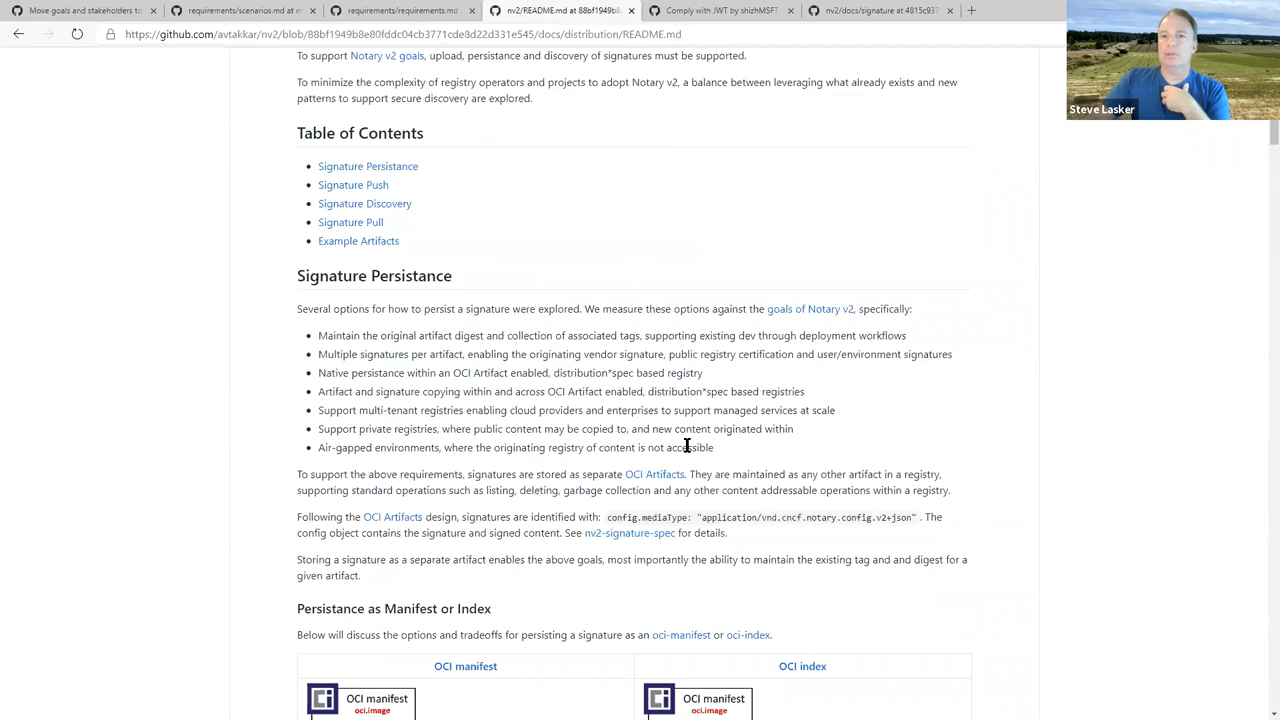 Move goals and stakeholders to
requirements/scenarios.md at m
requirements/requirements.md
nv2/README.md at 88bf1949b8
Comply with JWT by shizhMSFT
nv2/docs/signature at 4815c937
https://github.com/avtakkar/nv2/blob/88bf1949b8e80fddc04cb3771cde8d22d331e545/docs/distribution/README.md
Steve Lasker
To support Notary v2 goals, upload, persistence and discovery of signatures must be supported.
To minimize the complexity of registry operators and projects to adopt Notary v2, a balance between leveraging what already exists and new
patterns to support secure discovery are explored.
Table of Contents
• Signature Persistance
• Signature Push
• Signature Discovery
• Signature Pull
• Example Artifacts
Signature Persistance
Several options for how to persist a signature were explored. We measure these options against the goals of Notary v2, specifically:
• Maintain the original artifact digest and collection of associated tags, supporting existing dev through deployment workflows
• Multiple signatures per artifact, enabling the originating vendor signature, public registry certification and user/environment signatures
• Native persistance within an OCI Artifact enabled, distribution*spec based registry
• Artifact and signature copying within and across OCI Artifact enabled, distribution*spec based registries
• Support multi-tenant registries enabling cloud providers and enterprises to support managed services at scale
• Support private registries, where public content may be copied to, and new content originated within
• Air-gapped environments, where the originating registry of content is not accessible
To support the above requirements, signatures are stored as separate OCI Artifacts. They are maintained as any other artifact in a registry,
supporting standard operations such as listing, deleting, garbage collection and any other content addressable operations within a registry.
Following the OCI Artifacts design, signatures are identified with: config.mediaType: "application/vnd.cncf.notary.config.v2+json" . The
config object contains the signature and signed content. See nv2-signature-spec for details.
Storing a signature as a separate artifact enables the above goals, most importantly the ability to maintain the existing tag and and digest for a
given artifact.
Persistance as Manifest or Index
Below will discuss the options and tradeoffs for persisting a signature as an oci-manifest or oci-index.
OCI manifest
OCI index
OCI manifest
oci.image
OCI manifest
oci.image